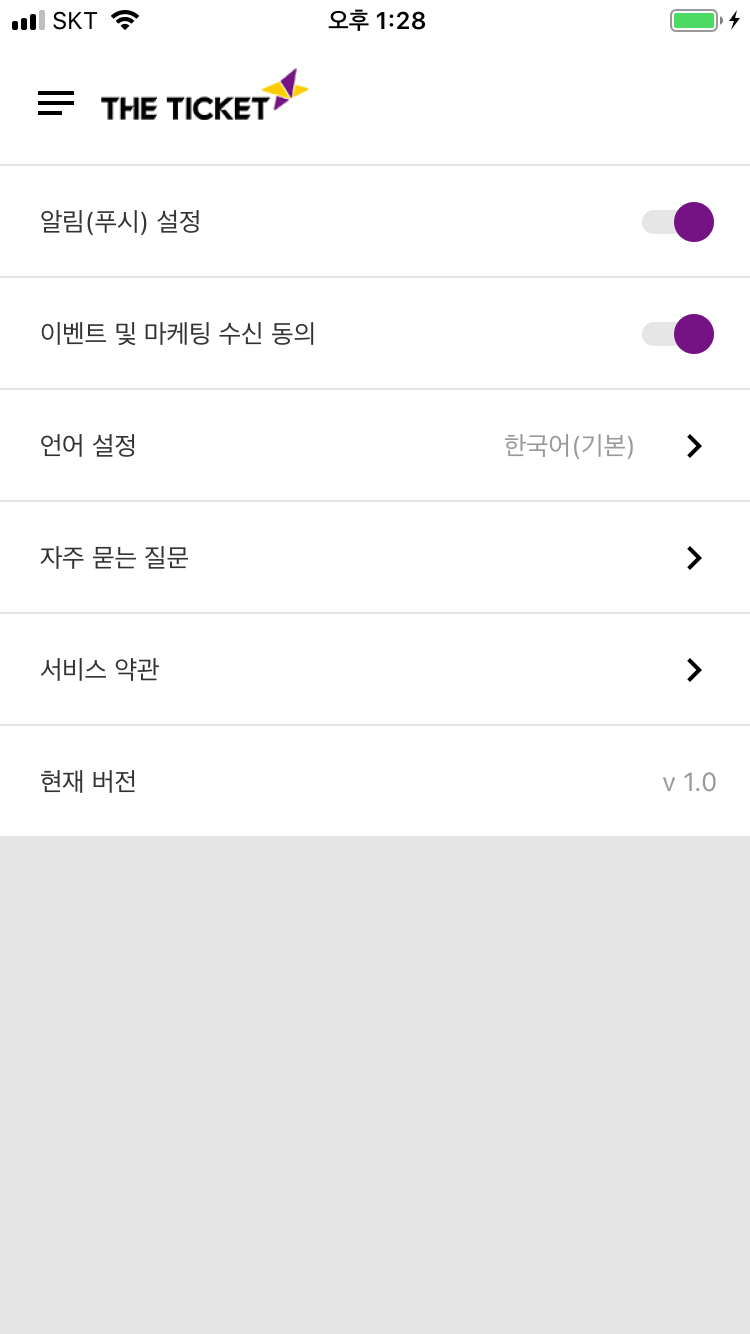 SKT 오후 1:28
THE TICKET
알림(푸시) 설정
이벤트 및 마케팅 수신 동의
언어 설정 한국어(기본)
자주 묻는 질문
서비스 약관
현재 버전 v 1.0